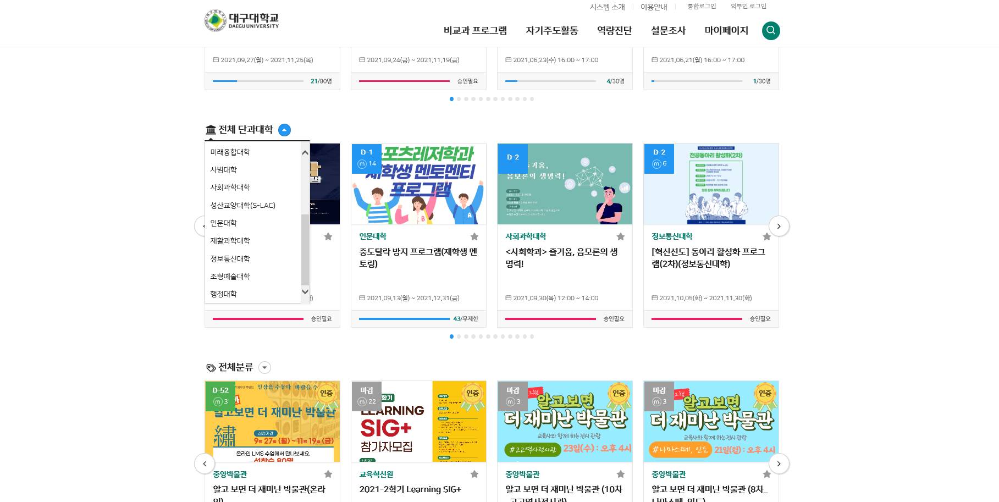 시스템 소개
이용안내
통합로그인
외부인 로그인
대구대학교
DAEGU UNIVERSITY
비교과 프로그램
자기주도활동
역량진단
설문조사
마이페이지
2021.09.27(월) ~ 2021.11.25(목)
2021.09.24(금) ~ 2021.11.19(금)
2021.06.23(수) 16:00 ~ 17:00
2021.06.21(월) 16:00 ~ 17:00
21/80명
승인필요
4/30명
1/30명
전체 단과대학
미래융합대학
사범대학
사회과학대학
성산교양대학(S-LAC)
인문대학
재활과학대학
정보통신대학
조형예술대학
행정대학
승인필요
D-1
m 14
스포츠레저학과
재학생 멘토멘티
프로그램
인문대학
중도탈락 방지 프로그램(재학생 멘
토링)
2021.09.13(월) ~ 2021.12.31(금)
43/무제한
D-2
음모론의 생명력!
사회과학대학
<사회학과> 즐거움, 음모론의 생
명력!
2021.09.30(목) 12:00 ~ 14:00
승인필요
D-2
m 6
전공동아리 활성화(2차)
정보통신대학
[혁신선도] 동아리 활성화 프로그
램(2차)(정보통신대학)
2021.10.05(화) ~ 2021.11.30(화)
승인필요
전체분류
D-52
m 3
인증
알고보면 더 재미난 박물관
신청기간
9월 27일 (월) ~ 11월 19일 (금)
온라인 LMS 수업에서 만나보세요.
선착순 80명
중앙박물관
알고 보면 더 재미난 박물관(온라
인)
마감
m 22
인증
LEARNING
SIG+
참가자모집
신청기간
교육혁신원
2021-2학기 Learning SIG+
마감
m 3
인증
알고보면
더 재미난 박물관
교육사와 함께 하는 전시 관람
#고고역사전시관
23일(수) : 오후 4시
중앙박물관
알고 보면 더 재미난 박물관 (10차
_고고역사전시관)
마감
m 3
인증
알고보면
더 재미난 박물관
교육사와 함께 하는 전시 관람
#나마스떼, 인도
21일(월) : 오후 4시
중앙박물관
알고 보면 더 재미난 박물관 (8차_
나마스떼, 인도)